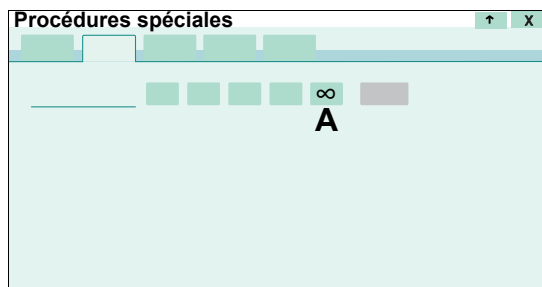 Procédures spéciales ↑ X
∞
A